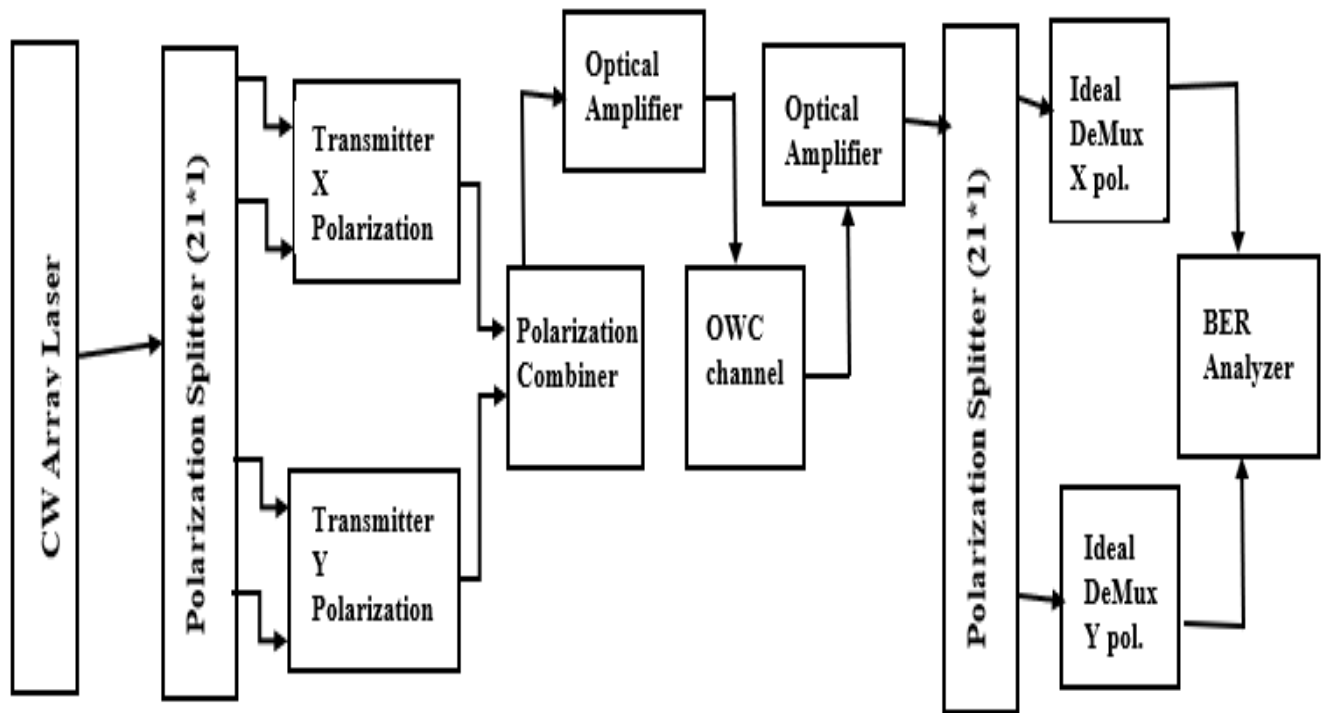 CW Array Laser
Polarization Splitter (21*1)
Transmitter
X
Polarization
Transmitter
Y
Polarization
Polarization
Combiner
Optical
Amplifier
OWC
channel
Optical
Amplifier
Polarization Splitter (21*1)
Ideal
DeMux
X pol.
Ideal
DeMux
Y pol.
BER
Analyzer